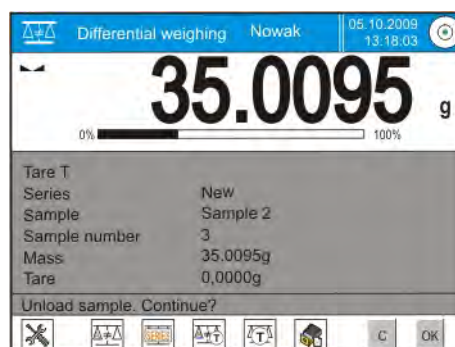 Differential weighing Nowak 05.10.2009
13:18:03
35.0095 g
0% 100%
Tare T
Series New
Sample Sample 2
Sample number 3
Mass 35.0095g
Tare 0,0000g
Unload sample. Continue?
C OK